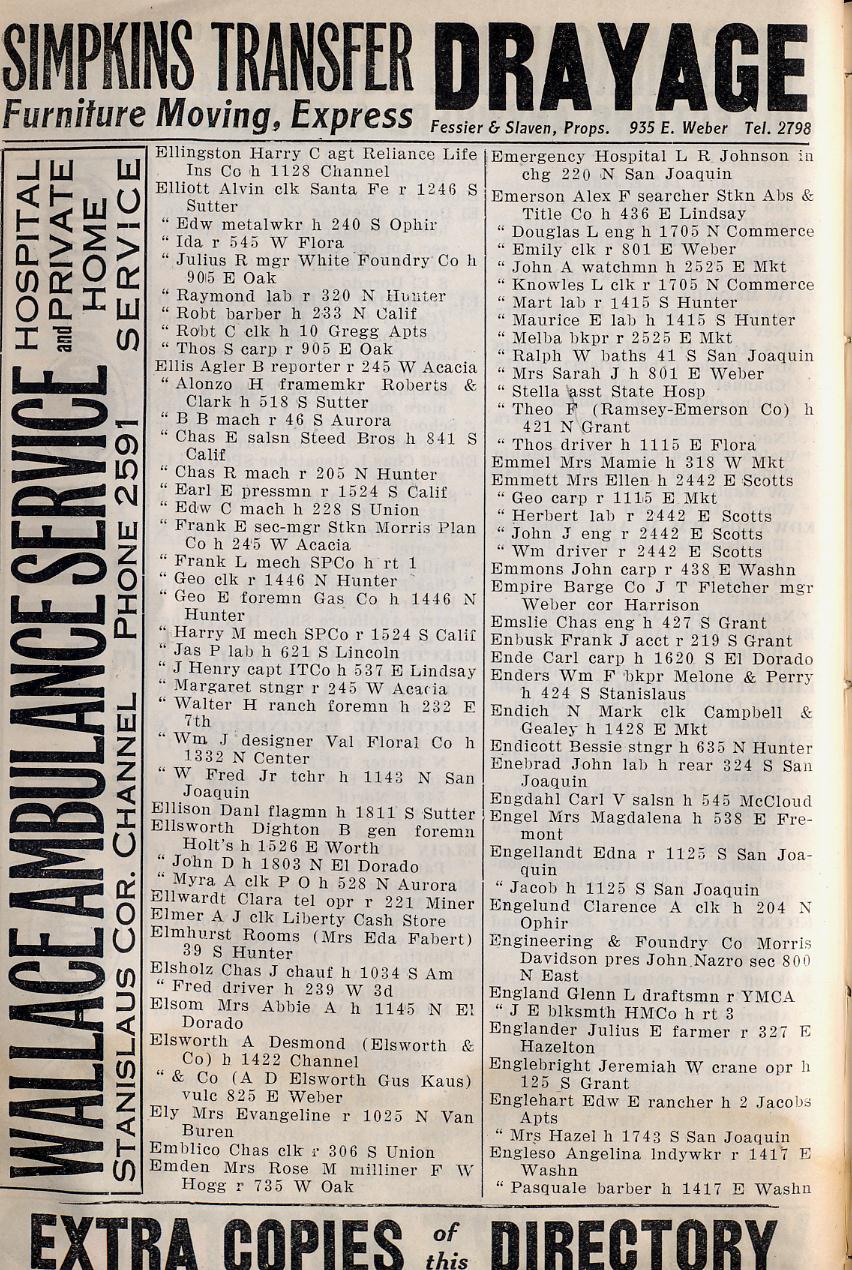 SIMPKINS TRANSFER DRAYAGE
Furniture Moving, Express
Fessier & Slaven, Props. 935 E. Weber Tel. 2798
WALLACE AMBULANCE SERVICE
HOSPITAL
and PRIVATE
HOME
SERVICE
STANISLAUS COR. CHANNEL PHONE 2591
Ellingston Harry C agt Reliance Life
Ins Co h 1128 Channel
Elliott Alvin clk Santa Fe r 1246 S
Sutter
" Edw metalwkr h 240 S Ophir
" Ida r 545 W Flora
" Julius R mgr White Foundry Co h
905 E Oak
" Raymond lab r 320 N Hunter
" Robt barber h 233 N Calif
" Robt C clk h 10 Gregg Apts
" Thos S carp r 905 E Oak
Ellis Agler B reporter r 245 W Acacia
" Alonzo H framemkr Roberts &
Clark h 518 S Sutter
" B B mach r 46 S Aurora
" Chas E salsn Steed Bros h 841 S
Calif
" Chas R mach r 205 N Hunter
" Earl E pressmn r 1524 S Calif
" Edw C mach h 228 S Union
" Frank E sec-mgr Stkn Morris Plan
Co h 245 W Acacia
" Frank L mech SPCo h rt 1
" Geo clk r 1446 N Hunter
" Geo E foremn Gas Co h 1446 N
Hunter
" Harry M mech SPCo r 1524 S Calif
" Jas P lab h 621 S Lincoln
" J Henry capt ITCo h 537 E Lindsay
" Margaret stngr r 245 W Acacia
" Walter H ranch foremn h 232 E
7th
" Wm J designer Val Floral Co h
1332 N Center
" W Fred Jr tchr h 1143 N San
Joaquin
Ellison Danl flagmn h 1811 S Sutter
Ellsworth Dighton B gen foremn
Holt's h 1526 E Worth
" John D h 1803 N El Dorado
" Myra A clk P O h 528 N Aurora
Ellwardt Clara tel opr r 221 Miner
Elmer A J clk Liberty Cash Store
Elmhurst Rooms (Mrs Eda Fabert)
39 S Hunter
Elsholz Chas J chauf h 1034 S Am
" Fred driver h 239 W 3d
Elsom Mrs Abbie A h 1145 N El
Dorado
Elsworth A Desmond (Elsworth &
Co) h 1422 Channel
" & Co (A D Elsworth Gus Kaus)
vulc 825 E Weber
Ely Mrs Evangeline r 1025 N Van
Buren
Emblico Chas clk r 306 S Union
Emden Mrs Rose M milliner F W
Hogg r 735 W Oak
Emergency Hospital L R Johnson in
chg 220 N San Joaquin
Emerson Alex F searcher Stkn Abs &
Title Co h 436 E Lindsay
" Douglas L eng h 1705 N Commerce
" Emily clk r 801 E Weber
" John A watchmn h 2525 E Mkt
" Knowles L clk r 1705 N Commerce
" Mart lab r 1415 S Hunter
" Maurice E lab h 1415 S Hunter
" Melba bkpr r 2525 E Mkt
" Ralph W baths 41 S San Joaquin
" Mrs Sarah J h 801 E Weber
" Stella asst State Hosp
" Theo F (Ramsey-Emerson Co) h
421 N Grant
" Thos driver h 1115 E Flora
Emmel Mrs Mamie h 318 W Mkt
Emmett Mrs Ellen h 2442 E Scotts
" Geo carp r 1115 E Mkt
" Herbert lab r 2442 E Scotts
" John J eng r 2442 E Scotts
" Wm driver r 2442 E Scotts
Emmons John carp r 438 E Washn
Empire Barge Co J T Fletcher mgr
Weber cor Harrison
Emslie Chas eng h 427 S Grant
Enbusk Frank J acct r 219 S Grant
Ende Carl carp h 1620 S El Dorado
Enders Wm F bkpr Melone & Perry
h 424 S Stanislaus
Endich N Mark clk Campbell &
Gealey h 1428 E Mkt
Endicott Bessie stngr h 635 N Hunter
Enebrad John lab h rear 324 S San
Joaquin
Engdahl Carl V salsn h 545 McCloud
Engel Mrs Magdalena h 538 E Fre-
mont
Engellandt Edna r 1125 S San Joa-
quin
" Jacob h 1125 S San Joaquin
Engelund Clarence A clk h 204 N
Ophir
Engineering & Foundry Co Morris
Davidson pres John Nazro sec 800
N East
England Glenn L draftsmn r YMCA
" J E blksmth HMCo h rt 3
Englander Julius E farmer r 327 E
Hazelton
Englebright Jeremiah W crane opr h
125 S Grant
Englehart Edw E rancher h 2 Jacobs
Apts
" Mrs Hazel h 1743 S San Joaquin
Engleso Angelina lndywkr r 1417 E
Washn
" Pasquale barber h 1417 E Washn
EXTRA COPIES of this DIRECTORY